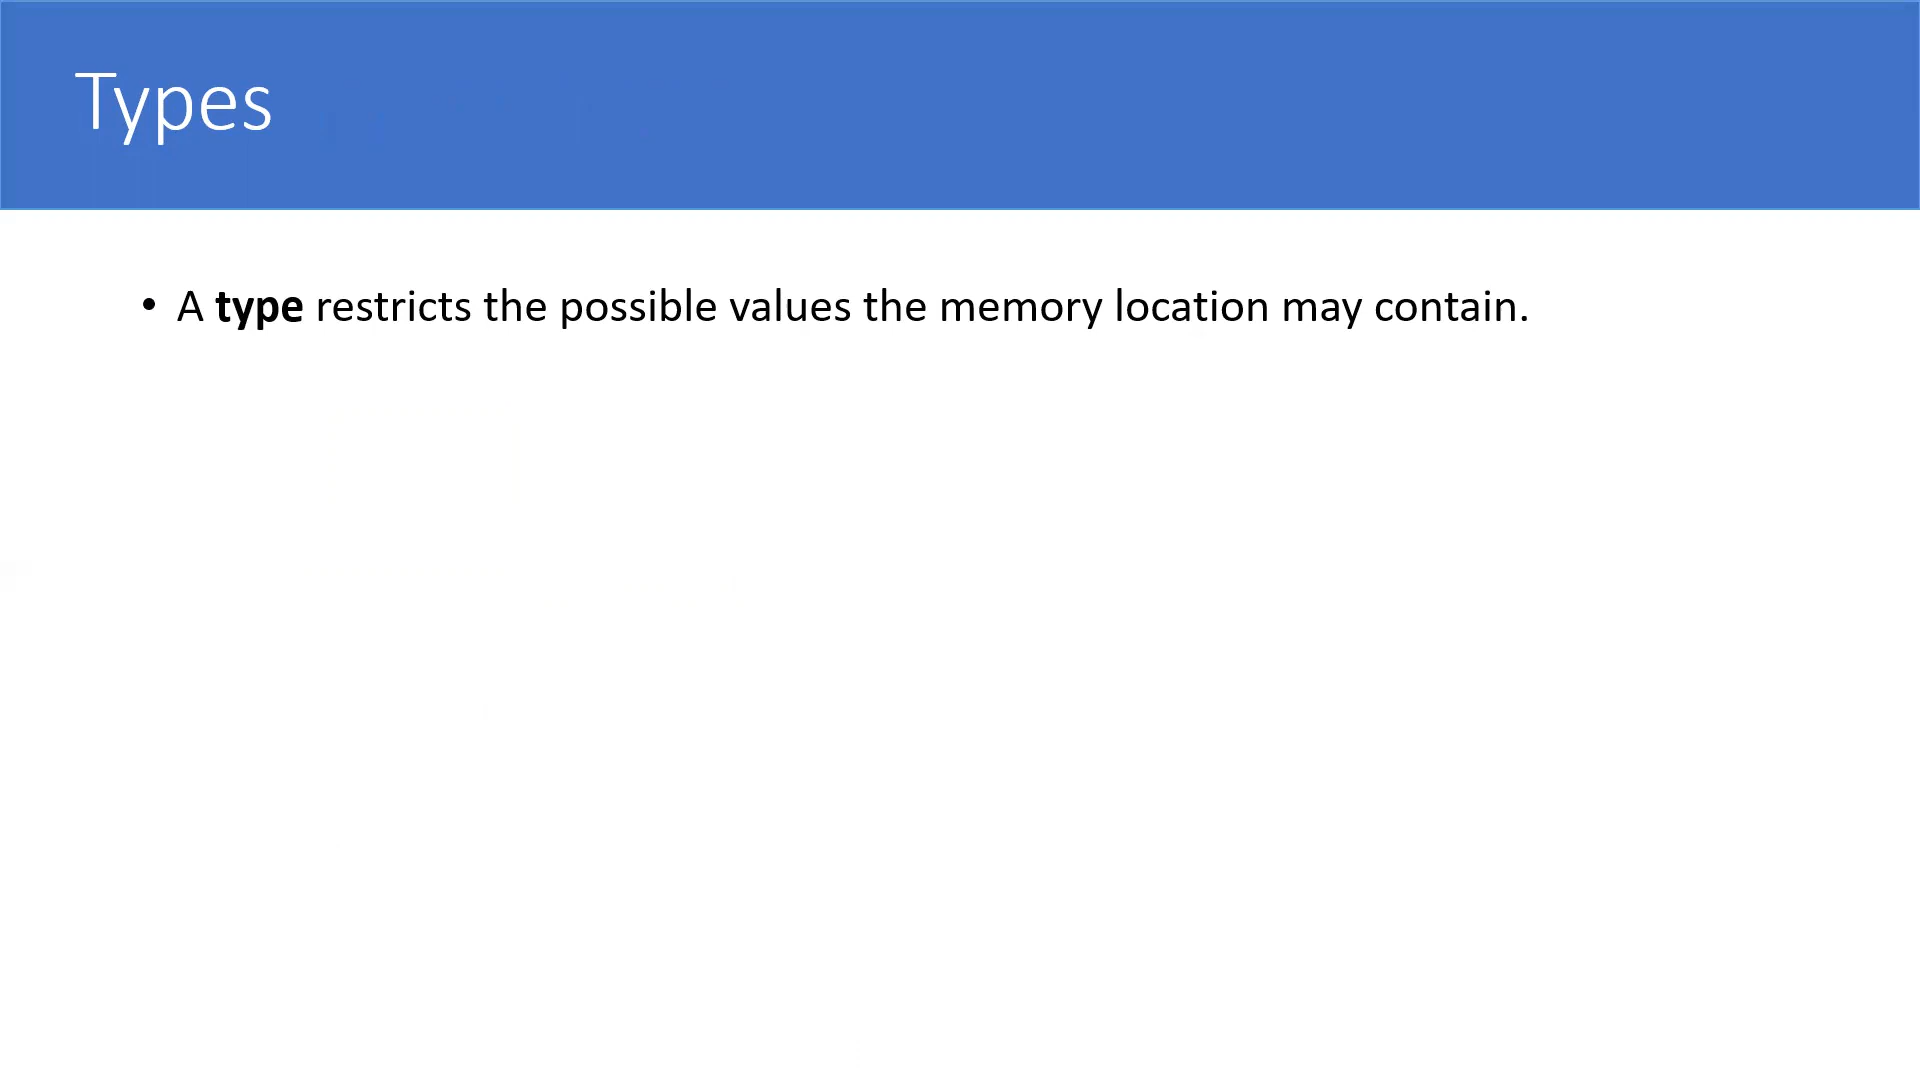 Types
• A type restricts the possible values the memory location may contain.